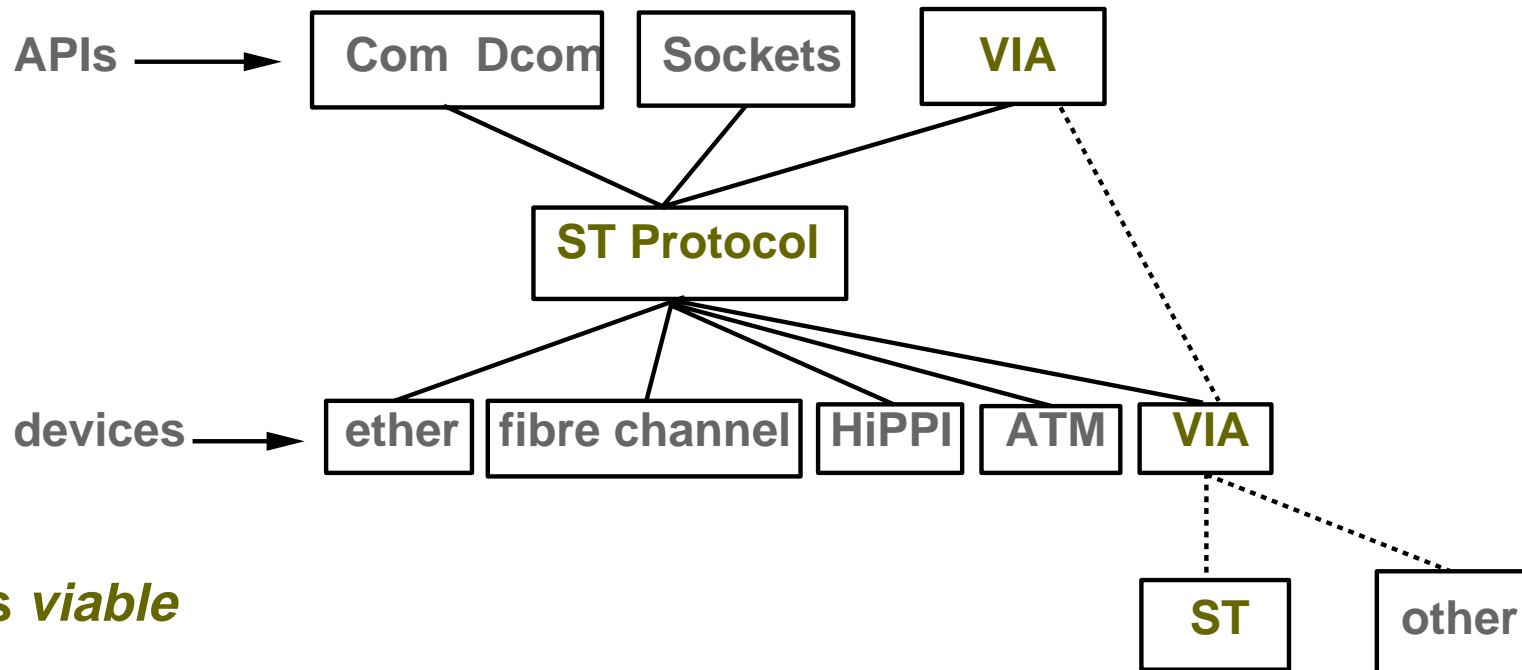 APIs Com Dcom Sockets VIA
ST Protocol
devices ether fibre channel HiPPI ATM VIA
s viable
ST other